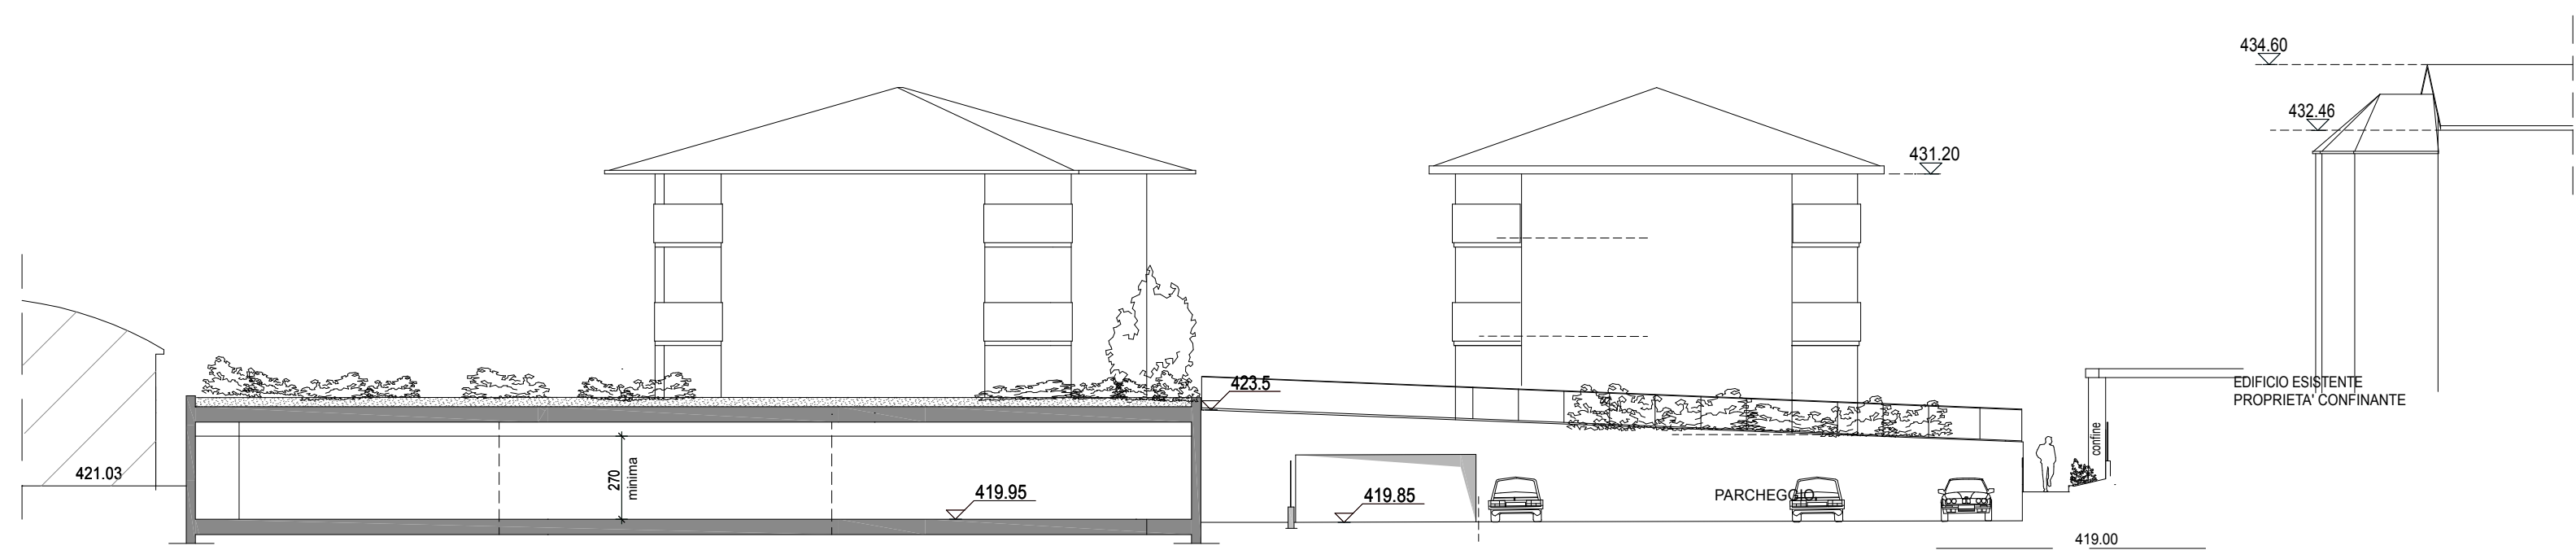 434.60
432.46
431.20
423.5
EDIFICIO ESISTENTE
PROPRIETA' CONFINANTE
confine
421.03
270
minima
419.95
419.85
PARCHEGGIO.
419.00